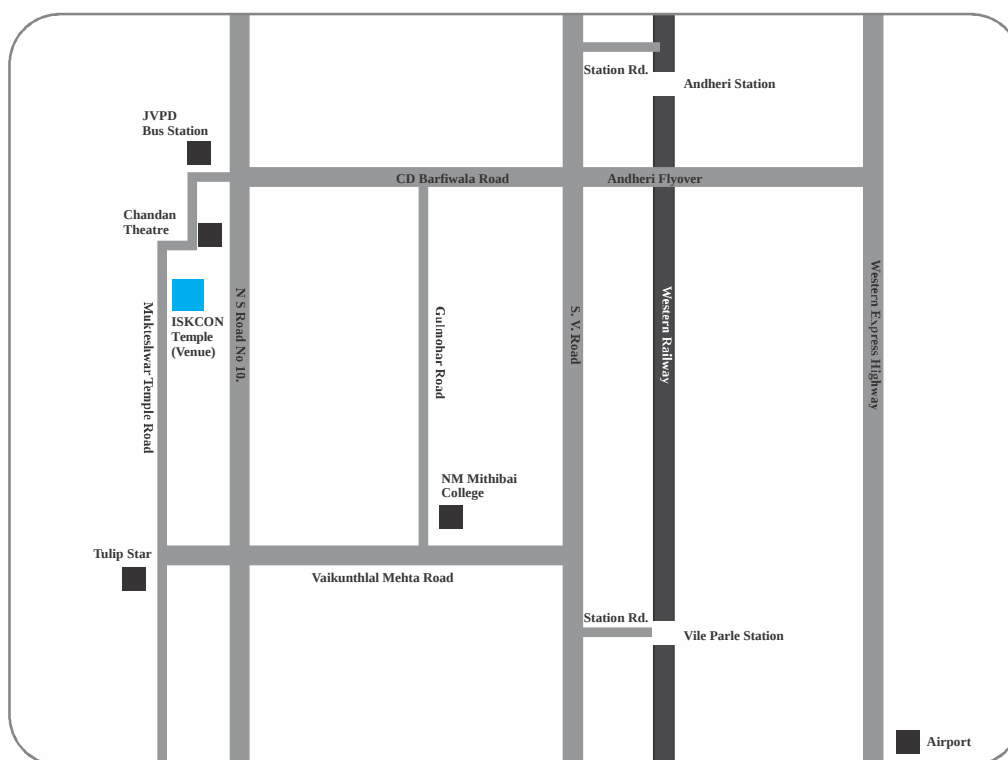 Station Rd.
Andheri Station
JVPD
Bus Station
CD Barfiwala Road
Andheri Flyover
Chandan
Theatre
ISKCON
Temple
(Venue)
Mukteshwar Temple Road
N S Road No 10.
Gulmohar Road
S. V. Road
Western Railway
Western Express Highway
NM Mithibai
College
Tulip Star
Vaikunthlal Mehta Road
Station Rd.
Vile Parle Station
Airport